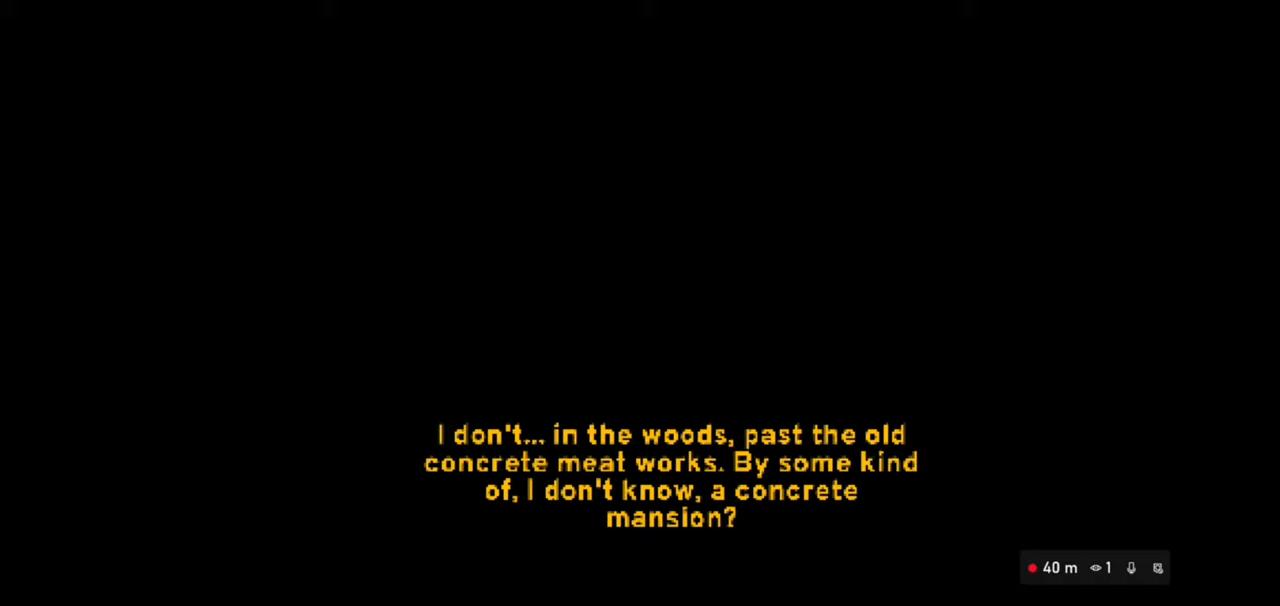 I don't... in the woods, past the old
concrete meat works. By some kind
of, I don't know, a concrete
mansion?
40 m 1